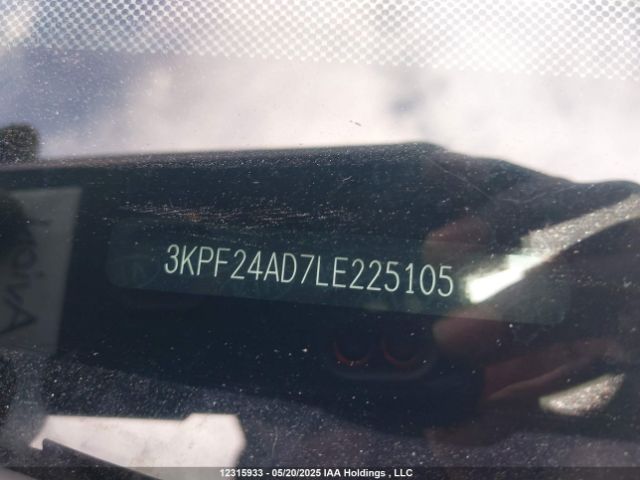 3KPF24AD7LE225105
12315933 - 05/20/2025 IAA Holdings , LLC